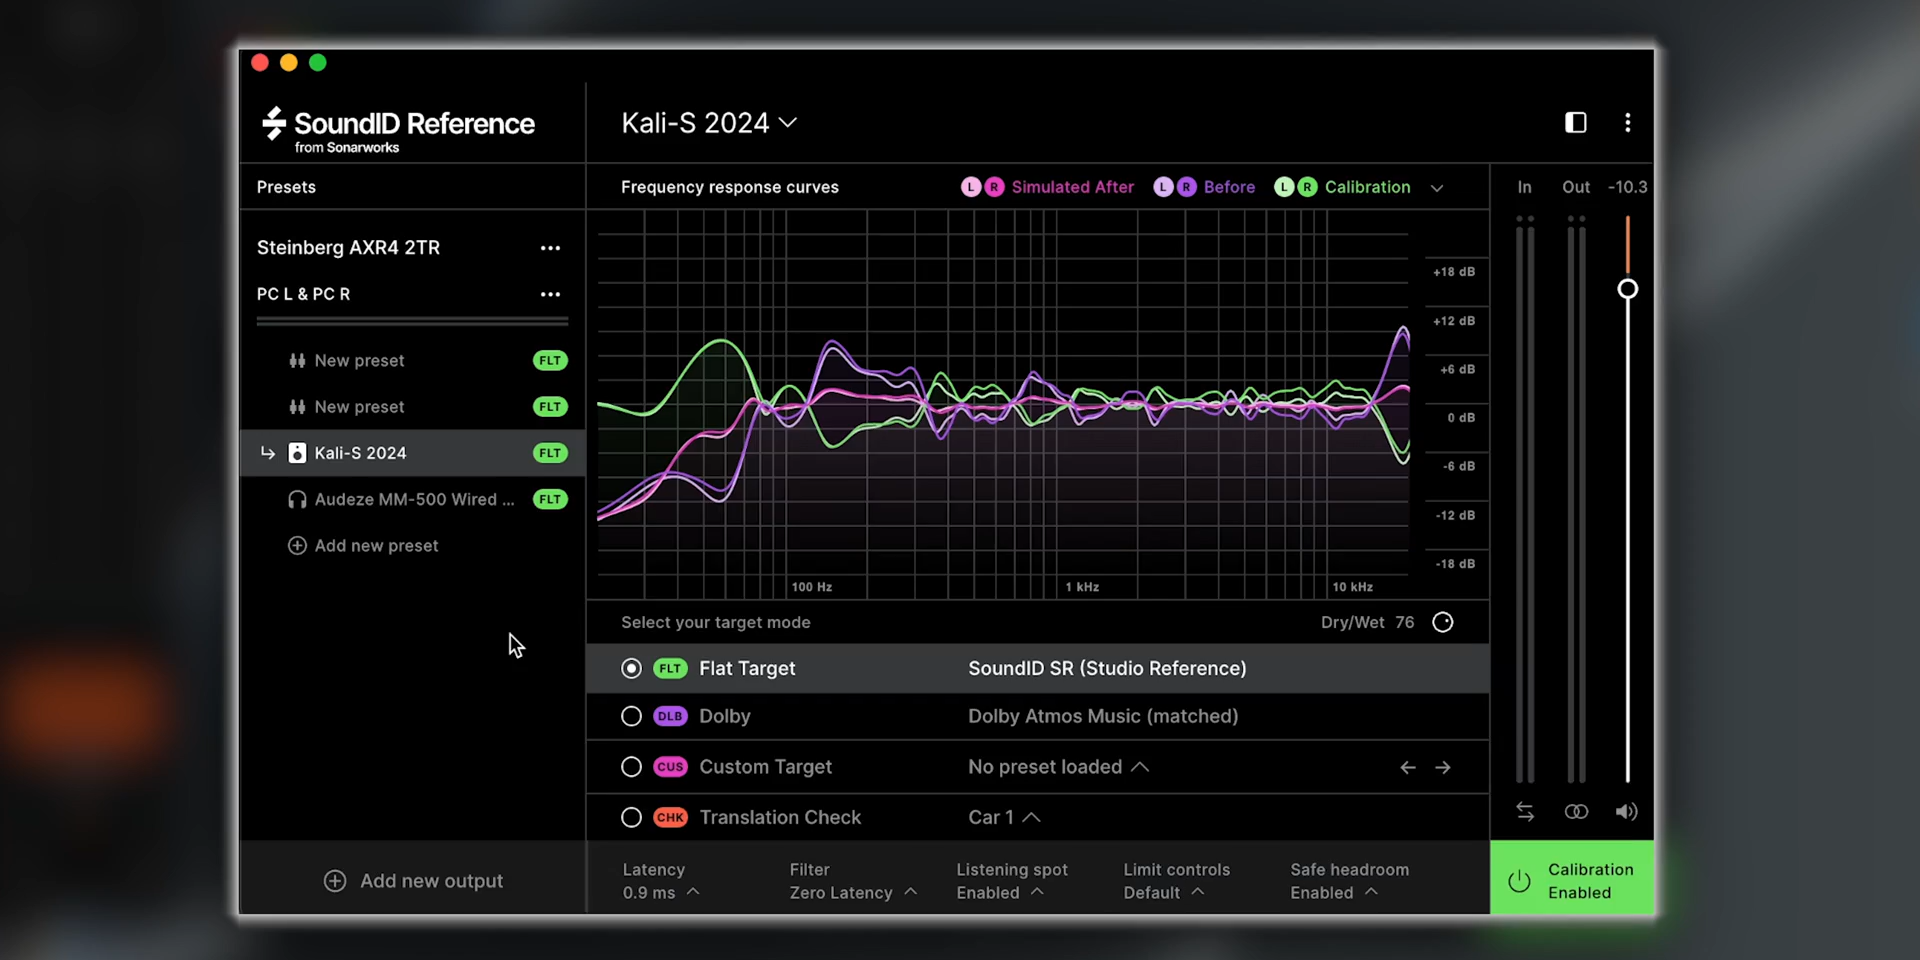 SoundID Reference
from Sonarworks
Kali-S 2024
Presets
Frequency response curves
L R Simulated After
L R Before
L R Calibration
In Out -10.3
Steinberg AXR4 2TR
PC L & PC R
New preset FLT
New preset FLT
Kali-S 2024 FLT
Audeze MM-500 Wired ... FLT
Add new preset
+18 dB
+12 dB
+6 dB
0 dB
-6 dB
-12 dB
-18 dB
100 Hz 1 kHz 10 kHz
Select your target mode
Dry/Wet 76
FLT Flat Target SoundID SR (Studio Reference)
DLB Dolby Dolby Atmos Music (matched)
CUS Custom Target No preset loaded
CHK Translation Check Car 1
Add new output
Latency
0.9 ms
Filter
Zero Latency
Listening spot
Enabled
Limit controls
Default
Safe headroom
Enabled
Calibration
Enabled